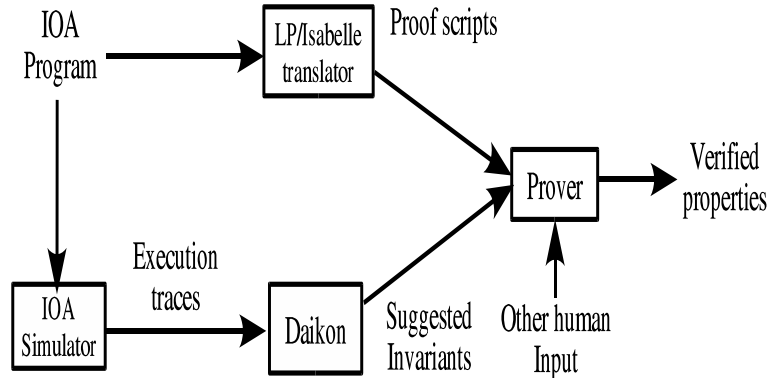 IOA
Program
LP/Isabelle
translator
Proof scripts
Prover
Verified
properties
Execution
traces
IOA
Simulator
Daikon
Suggested
Invariants
Other human
Input